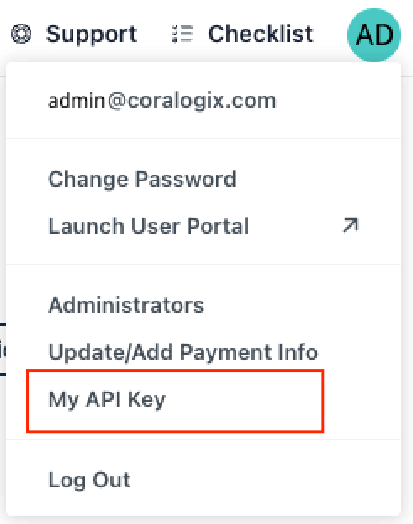 Support Checklist AD
admin@coralogix.com
Change Password
Launch User Portal
Administrators
Update/Add Payment Info
My API Key
Log Out